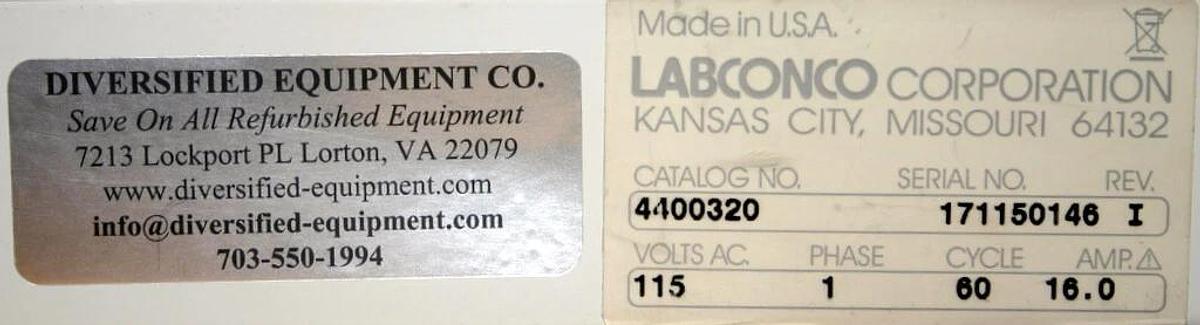 DIVERSIFIED EQUIPMENT CO.
Save On All Refurbished Equipment
7213 Lockport PL Lorton, VA 22079
www.diversified-equipment.com
info@diversified-equipment.com
703-550-1994
Made in U.S.A.
LABCONCO CORPORATION
KANSAS CITY, MISSOURI 64132
CATALOG NO. SERIAL NO. REV.
4400320 171150146 I
VOLTS AC. PHASE CYCLE AMP.
115 1 60 16.0